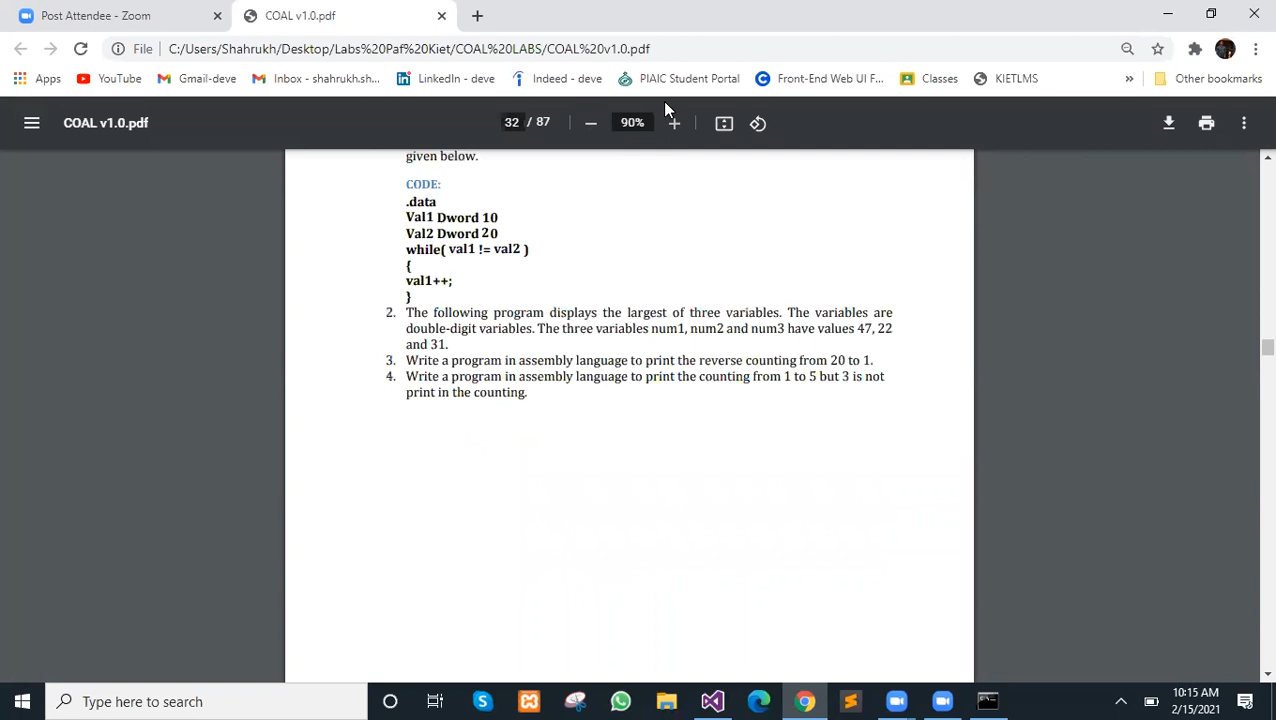 Post Attendee - Zoom
COAL v1.0.pdf
File
C:/Users/Shahrukh/Desktop/Labs%20Paf%20Kiet/COAL%20LABS/COAL%20v1.0.pdf
Apps
YouTube
Gmail-deve
Inbox - shahrukh.sh...
LinkedIn - deve
Indeed - deve
PIAIC Student Portal
Front-End Web UI F...
Classes
KIETLMS
»
Other bookmarks
COAL v1.0.pdf
32 / 87
90%
given below.
CODE:
.data
Val1 Dword 10
Val2 Dword 20
while( val1 != val2 )
{
val1++;
}
2. The following program displays the largest of three variables. The variables are
double-digit variables. The three variables num1, num2 and num3 have values 47, 22
and 31.
3. Write a program in assembly language to print the reverse counting from 20 to 1.
4. Write a program in assembly language to print the counting from 1 to 5 but 3 is not
print in the counting.
Type here to search
10:15 AM
2/15/2021